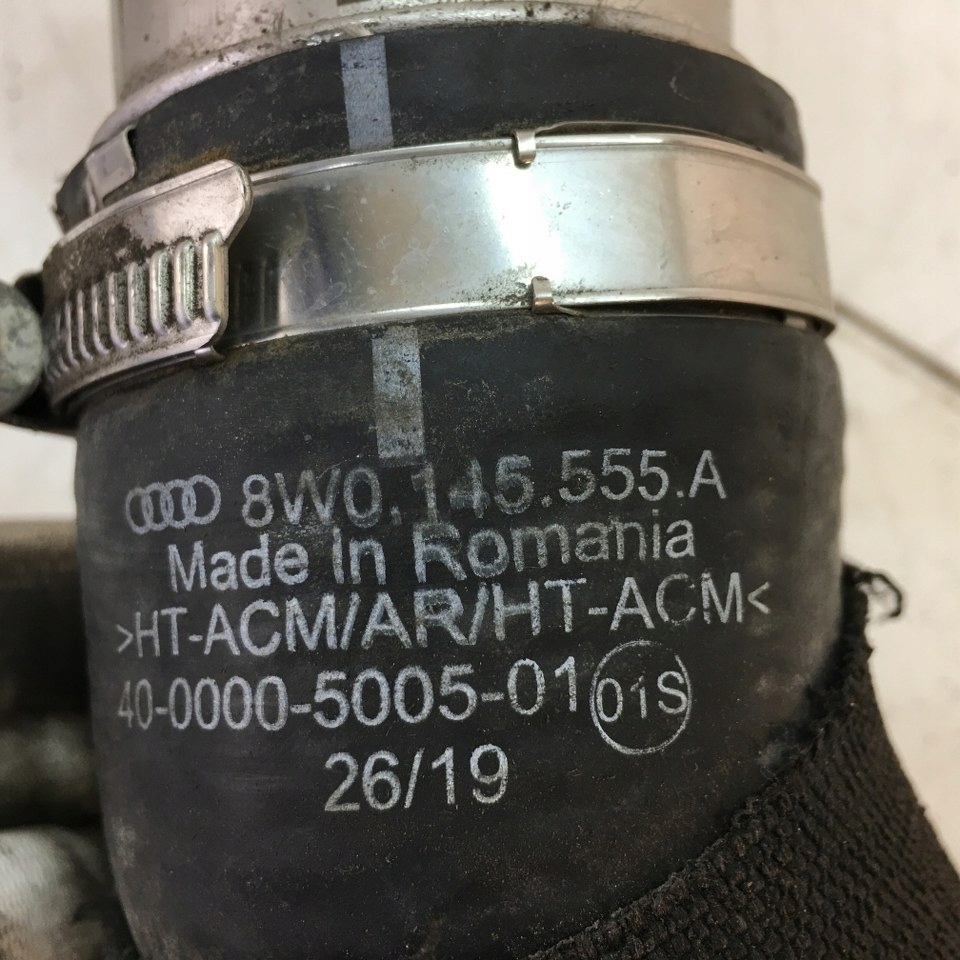 8W0.145.555.A
Made In Romania
>HT-ACM/AR/HT-ACM<
40-0000-5005-01 01S
26/19